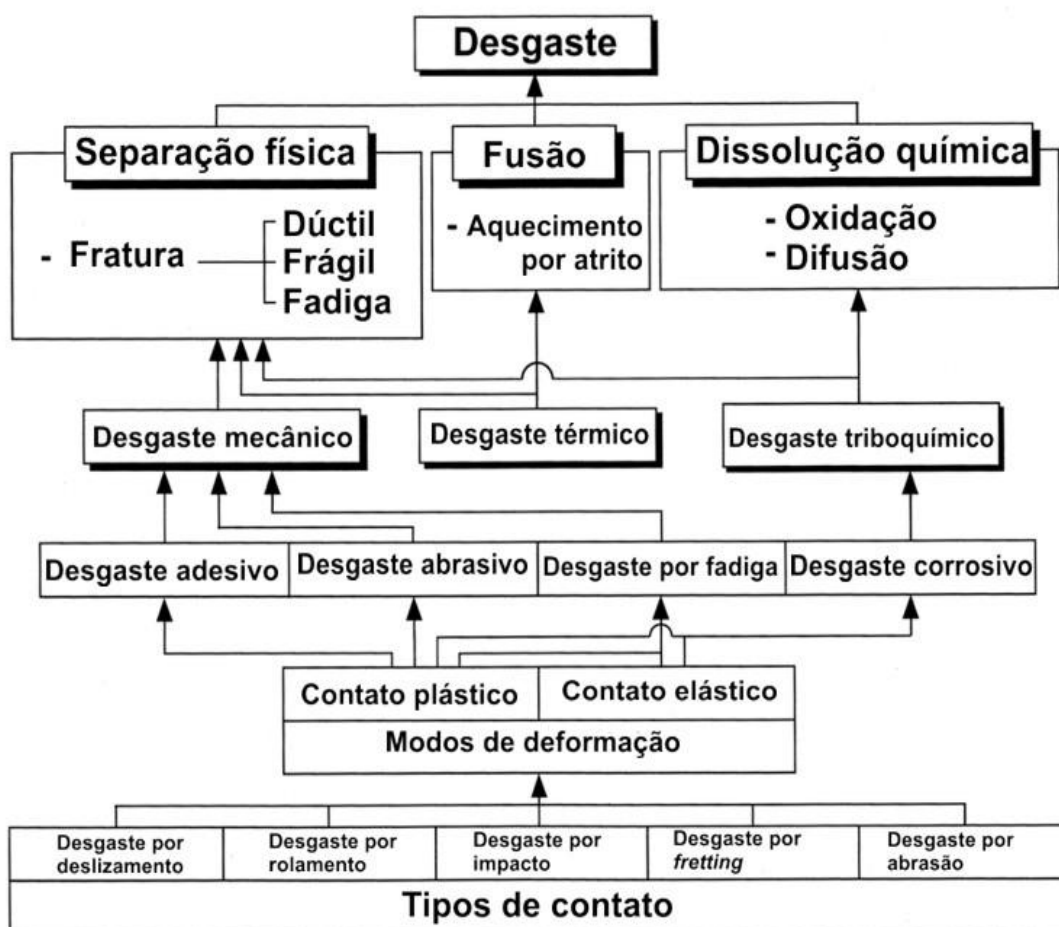 Desgaste
Separação física
Fusão
Dissolução química
- Fratura
Dúctil
Frágil
Fadiga
- Aquecimento
por atrito
- Oxidação
- Difusão
Desgaste mecânico
Desgaste térmico
Desgaste triboquímico
Desgaste adesivo
Desgaste abrasivo
Desgaste por fadiga
Desgaste corrosivo
Contato plástico
Contato elástico
Modos de deformação
Desgaste por
deslizamento
Desgaste por
rolamento
Desgaste por
impacto
Desgaste por
fretting
Desgaste por
abrasão
Tipos de contato